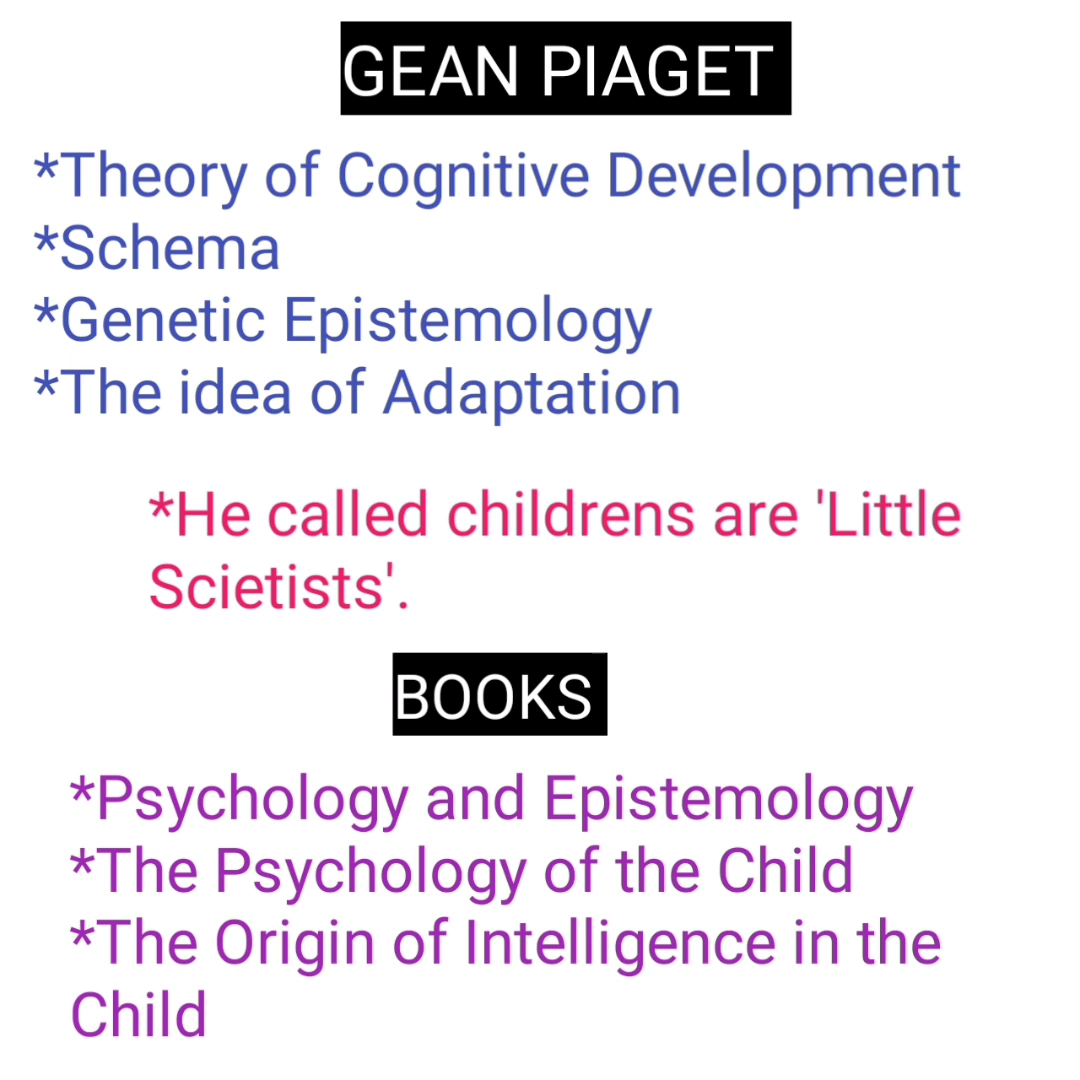 GEAN PIAGET
*Theory of Cognitive Development
*Schema
*Genetic Epistemology
*The idea of Adaptation
*He called childrens are 'Little
Scietists'.
BOOKS
*Psychology and Epistemology
*The Psychology of the Child
*The Origin of Intelligence in the
Child